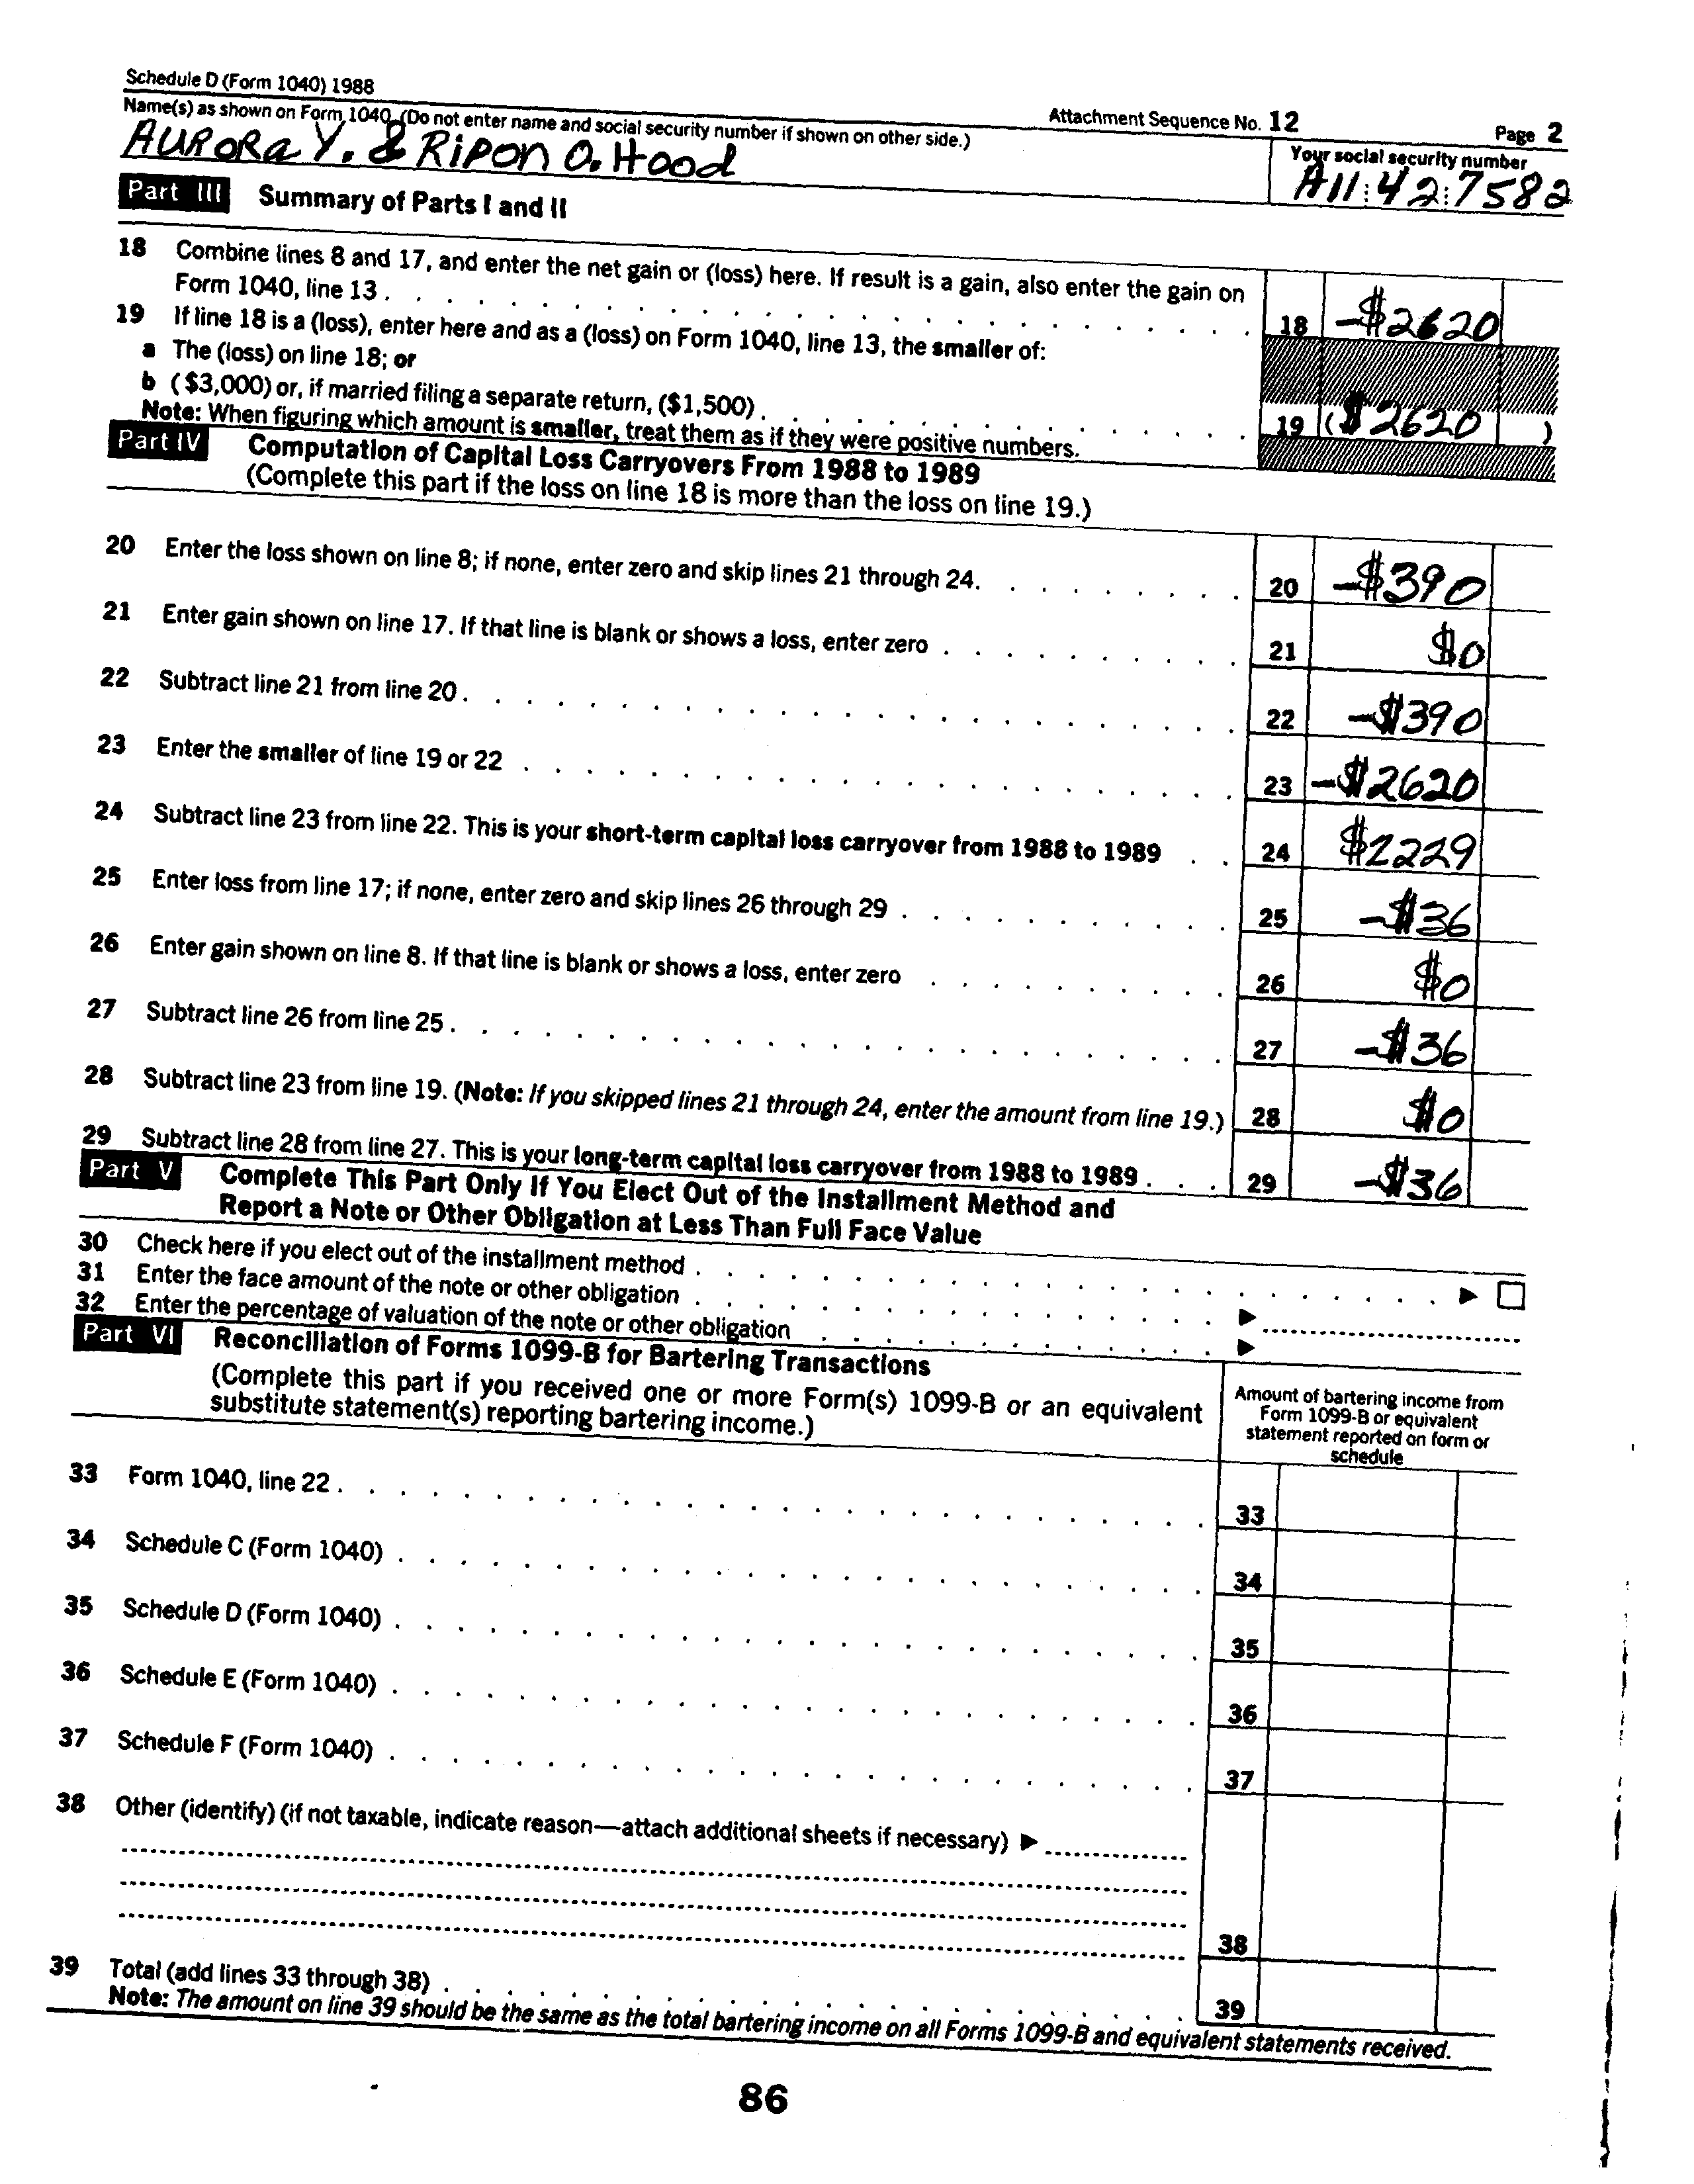 Schedule D (Form 1040) 1988
Attachment Sequence No. 12
Page 2
Name(s) as shown on Form 1040 (Do not enter name and social security number if shown on other side.)
Your social security number
AURORA Y. & RIPON O. Hood
A11:42:7582
Part III Summary of Parts I and II
18 Combine lines 8 and 17, and enter the net gain or (loss) here. If result is a gain, also enter the gain on
Form 1040, line 13 . . . 18 -$2620
19 If line 18 is a (loss), enter here and as a (loss) on Form 1040, line 13, the smaller of:
a The (loss) on line 18; or
b ($3,000) or, if married filing a separate return, ($1,500) . . . 19 ($2620)
Note: When figuring which amount is smaller, treat them as if they were positive numbers.
Part IV Computation of Capital Loss Carryovers From 1988 to 1989
(Complete this part if the loss on line 18 is more than the loss on line 19.)
20 Enter the loss shown on line 8; if none, enter zero and skip lines 21 through 24. . . . 20 -$390
21 Enter gain shown on line 17. If that line is blank or shows a loss, enter zero . . . 21 $0
22 Subtract line 21 from line 20 . . . 22 -$390
23 Enter the smaller of line 19 or 22 . . . 23 -$2620
24 Subtract line 23 from line 22. This is your short-term capital loss carryover from 1988 to 1989 . . 24 $2229
25 Enter loss from line 17; if none, enter zero and skip lines 26 through 29 . . . 25 -$36
26 Enter gain shown on line 8. If that line is blank or shows a loss, enter zero . . . 26 $0
27 Subtract line 26 from line 25 . . . 27 -$36
28 Subtract line 23 from line 19. (Note: If you skipped lines 21 through 24, enter the amount from line 19.) 28 $0
29 Subtract line 28 from line 27. This is your long-term capital loss carryover from 1988 to 1989 . . . 29 -$36
Part V Complete This Part Only If You Elect Out of the Installment Method and
Report a Note or Other Obligation at Less Than Full Face Value
30 Check here if you elect out of the installment method . . . ▶ ☐
31 Enter the face amount of the note or other obligation . . . ▶
32 Enter the percentage of valuation of the note or other obligation . . . ▶
Part VI Reconciliation of Forms 1099-B for Bartering Transactions
(Complete this part if you received one or more Form(s) 1099-B or an equivalent
substitute statement(s) reporting bartering income.)
Amount of bartering income from
Form 1099-B or equivalent
statement reported on form or
schedule
33 Form 1040, line 22 . . . 33
34 Schedule C (Form 1040) . . . 34
35 Schedule D (Form 1040) . . . 35
36 Schedule E (Form 1040) . . . 36
37 Schedule F (Form 1040) . . . 37
38 Other (identify) (if not taxable, indicate reason—attach additional sheets if necessary) ▶
38
39 Total (add lines 33 through 38) . . . 39
Note: The amount on line 39 should be the same as the total bartering income on all Forms 1099-B and equivalent statements received.
86